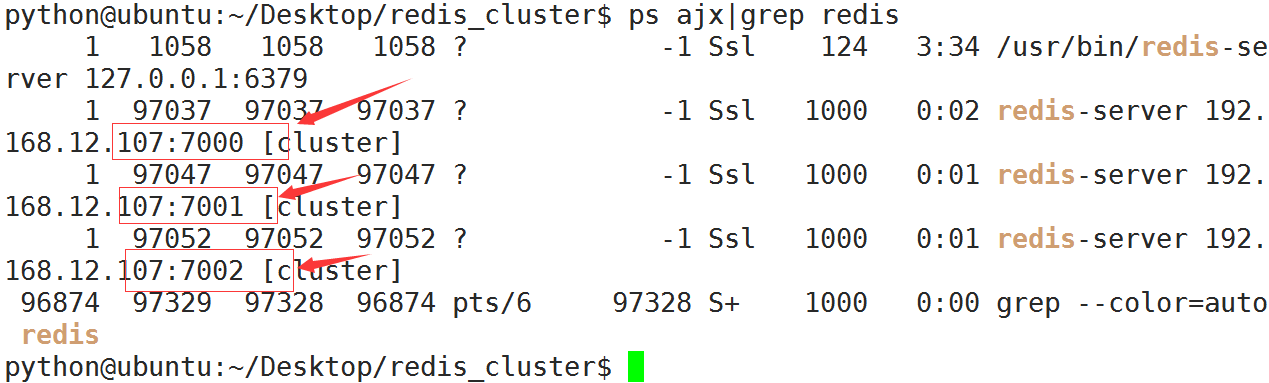 python@ubuntu:~/Desktop/redis_cluster$ ps ajx|grep redis
     1   1058   1058   1058 ?            -1 Ssl    124   3:34 /usr/bin/redis-se
rver 127.0.0.1:6379
     1  97037  97037  97037 ?            -1 Ssl   1000   0:02 redis-server 192.
168.12.107:7000 [cluster]
     1  97047  97047  97047 ?            -1 Ssl   1000   0:01 redis-server 192.
168.12.107:7001 [cluster]
     1  97052  97052  97052 ?            -1 Ssl   1000   0:01 redis-server 192.
168.12.107:7002 [cluster]
 96874  97329  97328  96874 pts/6     97328 S+    1000   0:00 grep --color=auto
 redis
python@ubuntu:~/Desktop/redis_cluster$